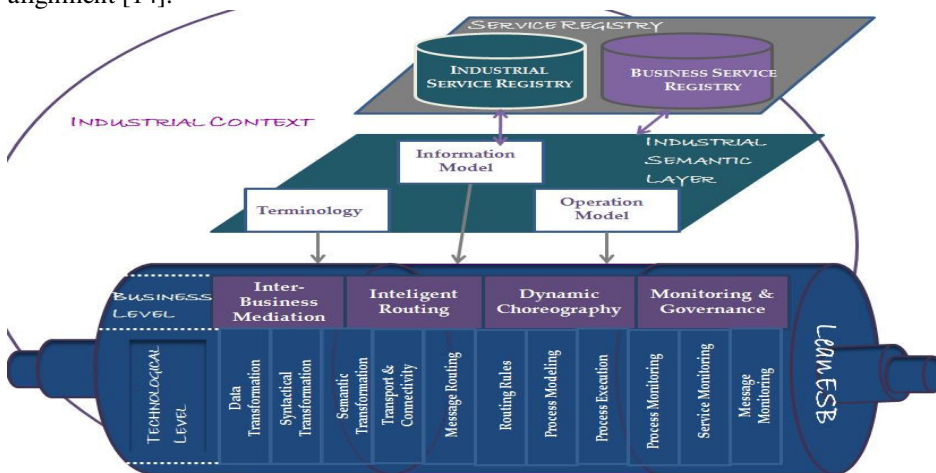 alignment [14].
SERVICE REGISTRY
INDUSTRIAL
SERVICE REGISTRY
BUSINESS SERVICE
REGISTRY
INDUSTRIAL CONTEXT
INDUSTRIAL
SEMANTIC
LAYER
Information
Model
Terminology
Operation
Model
BUSINESS
LEVEL
Inter-
Business
Mediation
Inteligent
Routing
Dynamic
Choreography
Monitoring &
Governance
TECHNOLOGICAL
LEVEL
Data
Transformation
Syntactical
Transformation
Semantic
Transformation
Transport &
Connectivity
Message Routing
Routing Rules
Process Modeling
Process Execution
Process Monitoring
Service Monitoring
Message
Monitoring
LeanESB